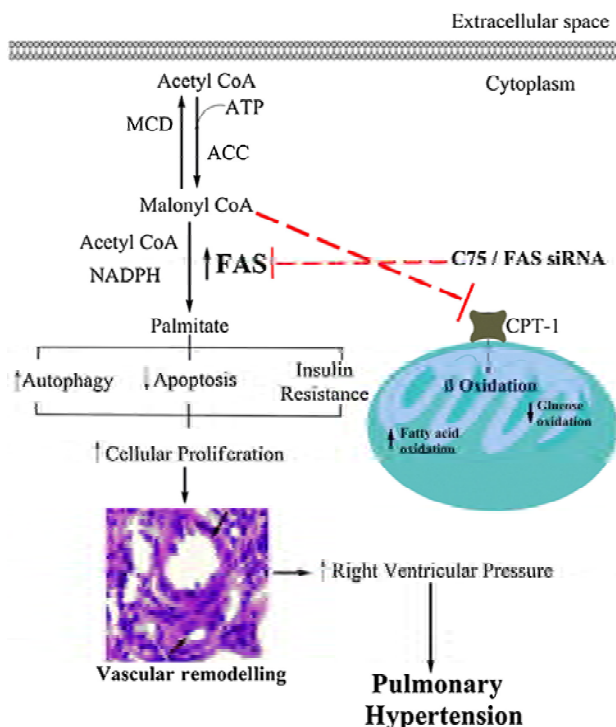 Extracellular space
Cytoplasm
Acetyl CoA
ATP
MCD
ACC
Malonyl CoA
Acetyl CoA
NADPH
↑FAS
C75 / FAS siRNA
CPT-1
Palmitate
↑Autophagy
↓Apoptosis
Insulin
Resistance
ß Oxidation
↓Glucose
oxidation
↑Fatty acid
oxidation
↑Cellular Proliferation
Vascular remodelling
↑Right Ventricular Pressure
Pulmonary
Hypertension